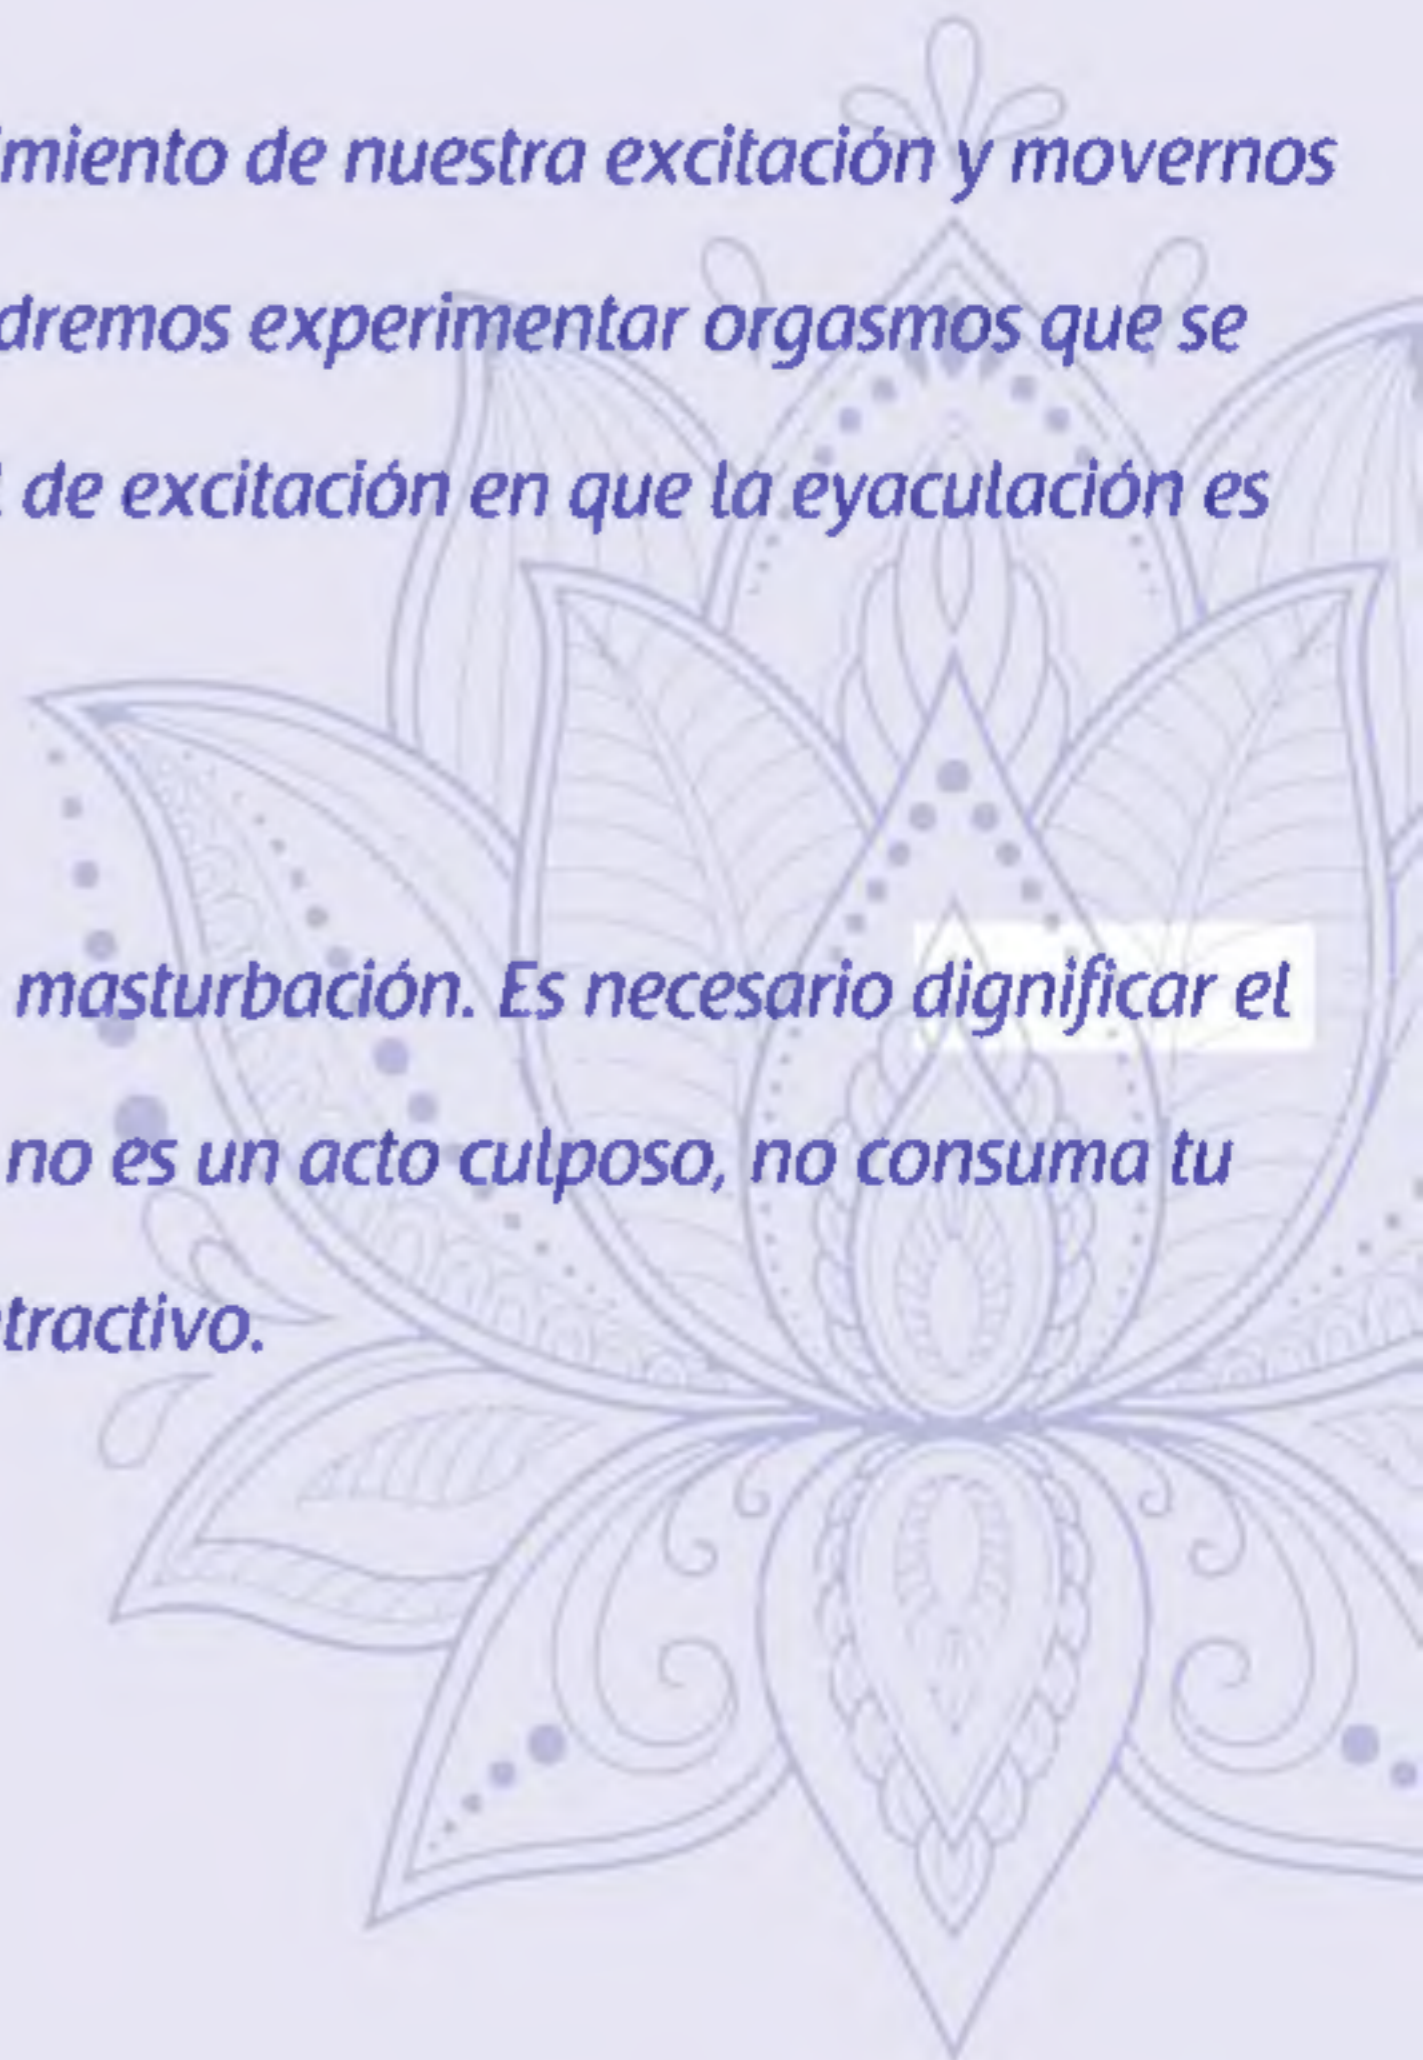 imiento de nuestra excitación y movernos
dremos experimentar orgasmos que se
de excitación en que la eyaculación es
masturbación. Es necesario dignificar el
no es un acto culposo, no consuma tu
tractivo.